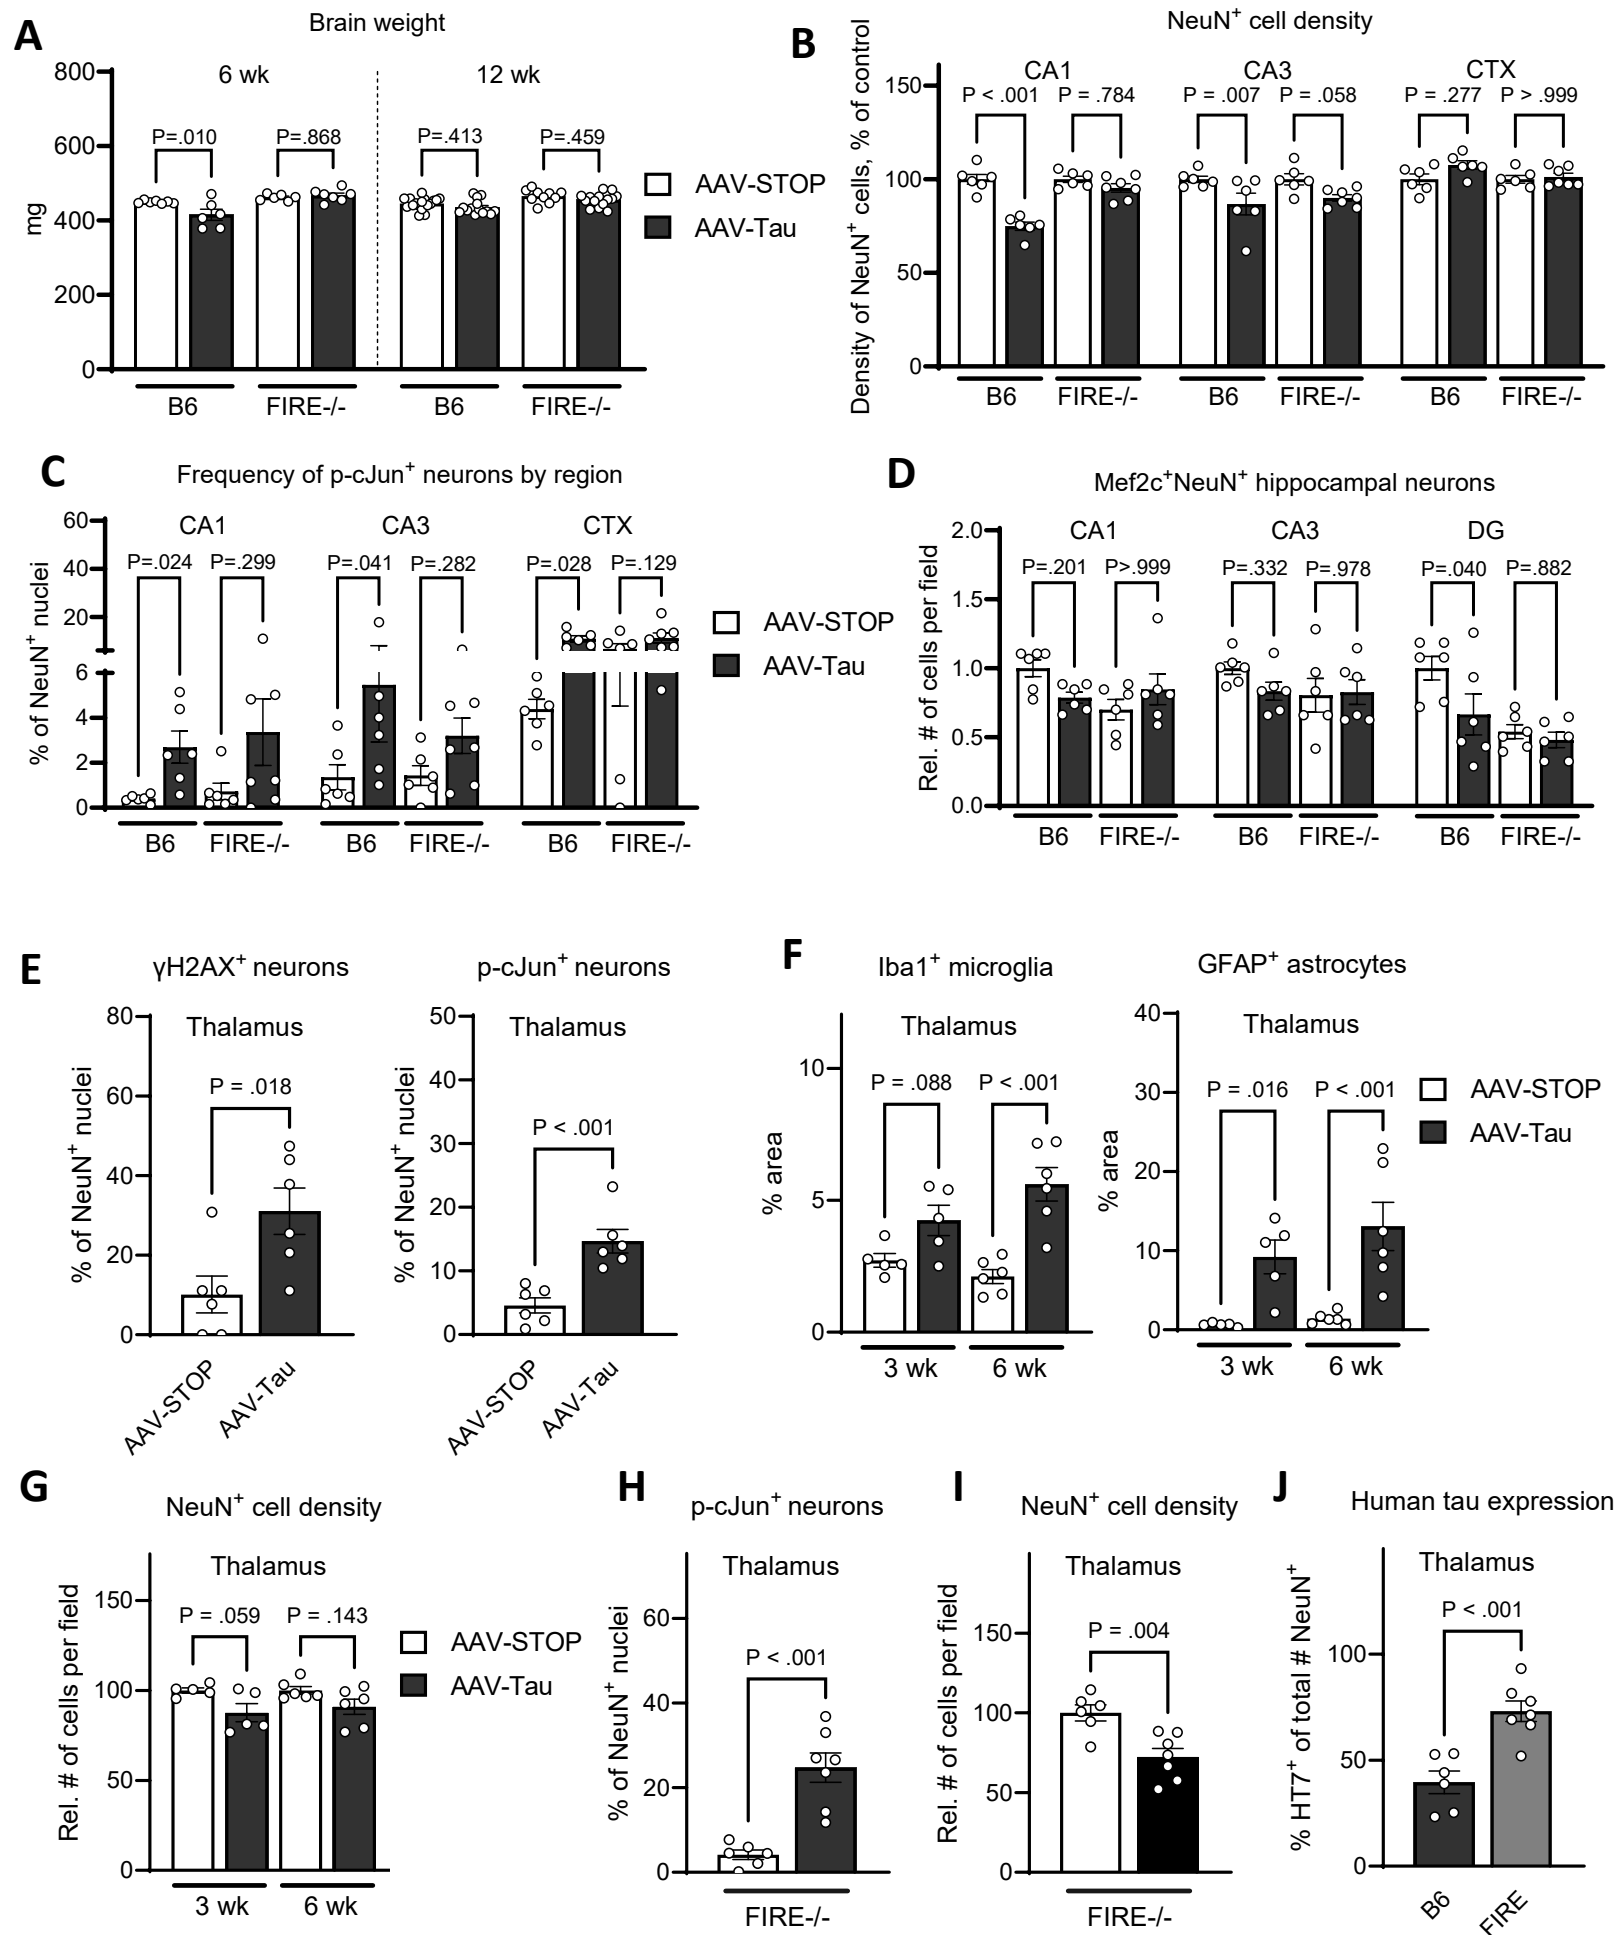 A
Brain weight
6 wk
12 wk
P=.010
P=.868
P=.413
P=.459
mg
800
600
400
200
0
B6
FIRE-/-
B6
FIRE-/-
AAV-STOP
AAV-Tau
B
NeuN+ cell density
Density of NeuN+ cells, % of control
CA1
CA3
CTX
P < .001
P = .784
P = .007
P = .058
P = .277
P > .999
150
100
50
0
B6
FIRE-/-
B6
FIRE-/-
B6
FIRE-/-
C
Frequency of p-cJun+ neurons by region
% of NeuN+ nuclei
CA1
CA3
CTX
P=.024
P=.299
P=.041
P=.282
P=.028
P=.129
60
40
20
6
4
2
0
B6
FIRE-/-
B6
FIRE-/-
B6
FIRE-/-
AAV-STOP
AAV-Tau
D
Mef2c+NeuN+ hippocampal neurons
Rel. # of cells per field
CA1
CA3
DG
P=.201
P>.999
P=.332
P=.978
P=.040
P=.882
2.0
1.5
1.0
0.5
0.0
B6
FIRE-/-
B6
FIRE-/-
B6
FIRE-/-
E
γH2AX+ neurons
Thalamus
% of NeuN+ nuclei
P = .018
80
60
40
20
0
AAV-STOP
AAV-Tau
p-cJun+ neurons
Thalamus
% of NeuN+ nuclei
P < .001
50
40
30
20
10
0
AAV-STOP
AAV-Tau
F
Iba1+ microglia
Thalamus
% area
P = .088
P < .001
10
5
0
3 wk
6 wk
GFAP+ astrocytes
Thalamus
% area
P = .016
P < .001
40
30
20
10
0
3 wk
6 wk
AAV-STOP
AAV-Tau
G
NeuN+ cell density
Thalamus
Rel. # of cells per field
P = .059
P = .143
150
100
50
0
3 wk
6 wk
AAV-STOP
AAV-Tau
H
p-cJun+ neurons
Thalamus
% of NeuN+ nuclei
P < .001
60
40
20
0
FIRE-/-
I
NeuN+ cell density
Thalamus
Rel. # of cells per field
P = .004
150
100
50
0
FIRE-/-
J
Human tau expression
Thalamus
% HT7+ of total # NeuN+
P < .001
100
50
0
B6
FIRE